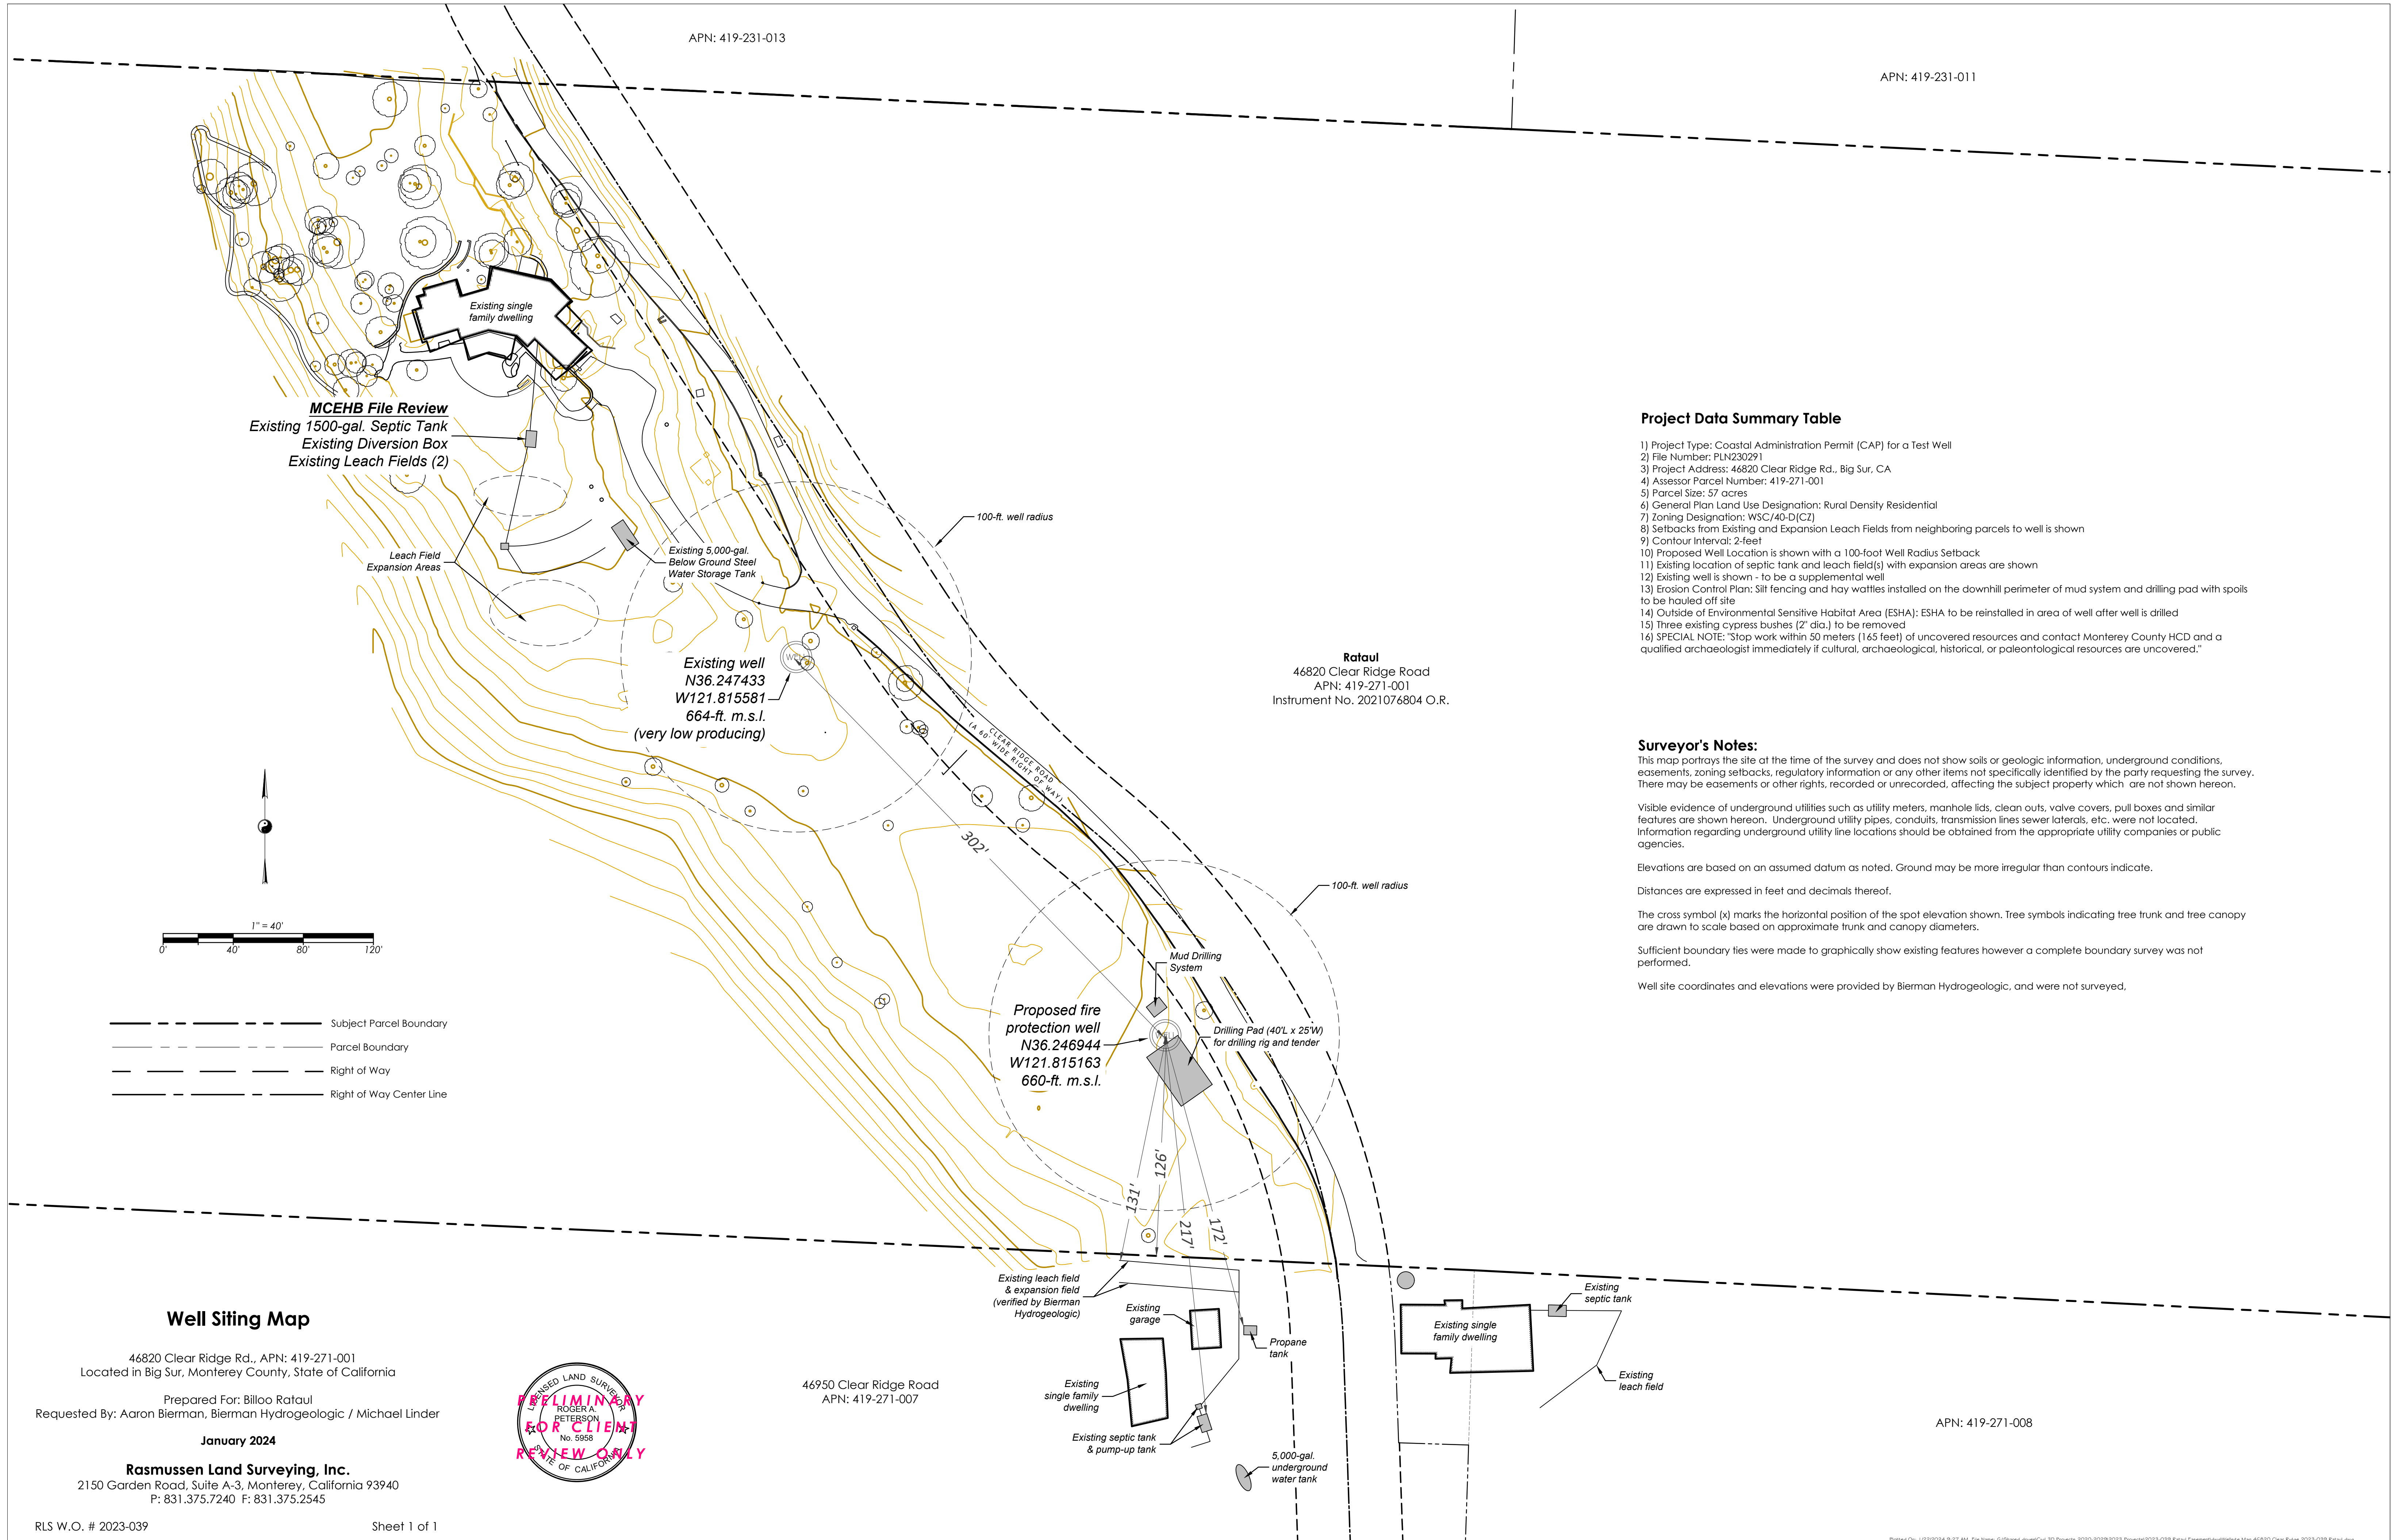 APN: 419-231-013
APN: 419-231-011
Existing single
family dwelling
MCEHB File Review
Existing 1500-gal. Septic Tank
Existing Diversion Box
Existing Leach Fields (2)
100-ft. well radius
Leach Field
Expansion Areas
Existing 5,000-gal.
Below Ground Steel
Water Storage Tank
WELL
Existing well
N36.247433
W121.815581
664-ft. m.s.l.
(very low producing)
CLEAR RIDGE ROAD
(A 60' WIDE RIGHT OF WAY)
302'
Rataul
46820 Clear Ridge Road
APN: 419-271-001
Instrument No. 2021076804 O.R.
Project Data Summary Table
1) Project Type: Coastal Administration Permit (CAP) for a Test Well
2) File Number: PLN230291
3) Project Address: 46820 Clear Ridge Rd., Big Sur, CA
4) Assessor Parcel Number: 419-271-001
5) Parcel Size: 57 acres
6) General Plan Land Use Designation: Rural Density Residential
7) Zoning Designation: WSC/40-D(CZ)
8) Setbacks from Existing and Expansion Leach Fields from neighboring parcels to well is shown
9) Contour Interval: 2-feet
10) Proposed Well Location is shown with a 100-foot Well Radius Setback
11) Existing location of septic tank and leach field(s) with expansion areas are shown
12) Existing well is shown - to be a supplemental well
13) Erosion Control Plan: Silt fencing and hay wattles installed on the downhill perimeter of mud system and drilling pad with spoils
to be hauled off site
14) Outside of Environmental Sensitive Habitat Area (ESHA): ESHA to be reinstalled in area of well after well is drilled
15) Three existing cypress bushes (2" dia.) to be removed
16) SPECIAL NOTE: "Stop work within 50 meters (165 feet) of uncovered resources and contact Monterey County HCD and a
qualified archaeologist immediately if cultural, archaeological, historical, or paleontological resources are uncovered."
Surveyor's Notes:
This map portrays the site at the time of the survey and does not show soils or geologic information, underground conditions,
easements, zoning setbacks, regulatory information or any other items not specifically identified by the party requesting the survey.
There may be easements or other rights, recorded or unrecorded, affecting the subject property which are not shown hereon.
Visible evidence of underground utilities such as utility meters, manhole lids, clean outs, valve covers, pull boxes and similar
features are shown hereon. Underground utility pipes, conduits, transmission lines sewer laterals, etc. were not located.
Information regarding underground utility line locations should be obtained from the appropriate utility companies or public
agencies.
Elevations are based on an assumed datum as noted. Ground may be more irregular than contours indicate.
Distances are expressed in feet and decimals thereof.
The cross symbol (x) marks the horizontal position of the spot elevation shown. Tree symbols indicating tree trunk and tree canopy
are drawn to scale based on approximate trunk and canopy diameters.
Sufficient boundary ties were made to graphically show existing features however a complete boundary survey was not
performed.
Well site coordinates and elevations were provided by Bierman Hydrogeologic, and were not surveyed,
1" = 40'
0' 40' 80' 120'
Subject Parcel Boundary
Parcel Boundary
Right of Way
Right of Way Center Line
100-ft. well radius
Mud Drilling
System
Proposed fire
protection well
N36.246944
W121.815163
660-ft. m.s.l.
WELL
Drilling Pad (40'L x 25'W)
for drilling rig and tender
131'
126'
217'
172'
Existing leach field
& expansion field
(verified by Bierman
Hydrogeologic)
Existing
garage
Propane
tank
Existing
single family
dwelling
Existing septic tank
& pump-up tank
5,000-gal.
underground
water tank
Existing single
family dwelling
Existing
septic tank
Existing
leach field
46950 Clear Ridge Road
APN: 419-271-007
APN: 419-271-008
Well Siting Map
46820 Clear Ridge Rd., APN: 419-271-001
Located in Big Sur, Monterey County, State of California
Prepared For: Billoo Rataul
Requested By: Aaron Bierman, Bierman Hydrogeologic / Michael Linder
January 2024
Rasmussen Land Surveying, Inc.
2150 Garden Road, Suite A-3, Monterey, California 93940
P: 831.375.7240 F: 831.375.2545
RLS W.O. # 2023-039 Sheet 1 of 1
LICENSED LAND SURVEYOR
ROGER A.
PETERSON
No. 5958
STATE OF CALIFORNIA
PRELIMINARY
FOR CLIENT
REVIEW ONLY